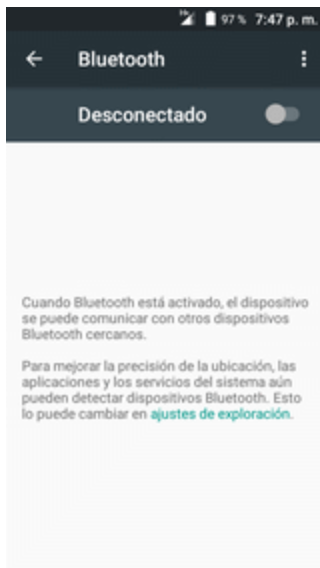 97 % 7:47 p. m.
Bluetooth
Desconectado
Cuando Bluetooth está activado, el dispositivo
se puede comunicar con otros dispositivos
Bluetooth cercanos.
Para mejorar la precisión de la ubicación, las
aplicaciones y los servicios del sistema aún
pueden detectar dispositivos Bluetooth. Esto
lo puede cambiar en ajustes de exploración.